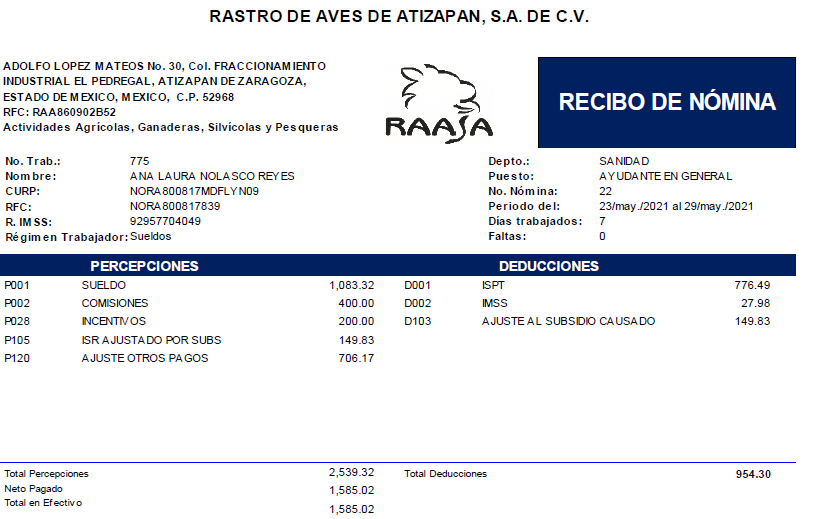 RASTRO DE AVES DE ATIZAPAN, S.A. DE C.V.
ADOLFO LOPEZ MATEOS No. 30, Col. FRACCIONAMIENTO
INDUSTRIAL EL PEDREGAL, ATIZAPAN DE ZARAGOZA,
ESTADO DE MEXICO, MEXICO, C.P. 52968
RFC: RAA860902B52
Actividades Agrícolas, Ganaderas, Silvícolas y Pesqueras
RAASA
RECIBO DE NÓMINA
No. Trab.: 775 Depto.: SANIDAD
Nombre: ANA LAURA NOLASCO REYES Puesto: AYUDANTE EN GENERAL
CURP: NORA800817MDFLYN09 No. Nómina: 22
RFC: NORA800817839 Periodo del: 23/may./2021 al 29/may./2021
R. IMSS: 92957704049 Días trabajados: 7
Régimen Trabajador: Sueldos Faltas: 0
PERCEPCIONES DEDUCCIONES
P001 SUELDO 1,083.32 D001 ISPT 776.49
P002 COMISIONES 400.00 D002 IMSS 27.98
P028 INCENTIVOS 200.00 D103 AJUSTE AL SUBSIDIO CAUSADO 149.83
P105 ISR AJUSTADO POR SUBS 149.83
P120 AJUSTE OTROS PAGOS 706.17
Total Percepciones 2,539.32 Total Deducciones 954.30
Neto Pagado 1,585.02
Total en Efectivo 1,585.02